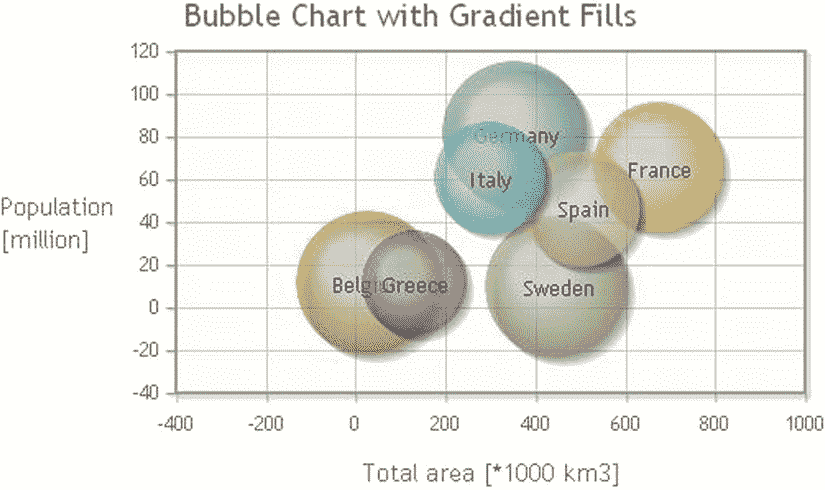 Bubble Chart with Gradient Fills
120
100
80
60
40
20
0
-20
-40
Population
[million]
Germany
Italy
France
Spain
Greece
Sweden
-400 -200 0 200 400 600 800 1000
Total area [*1000 km3]